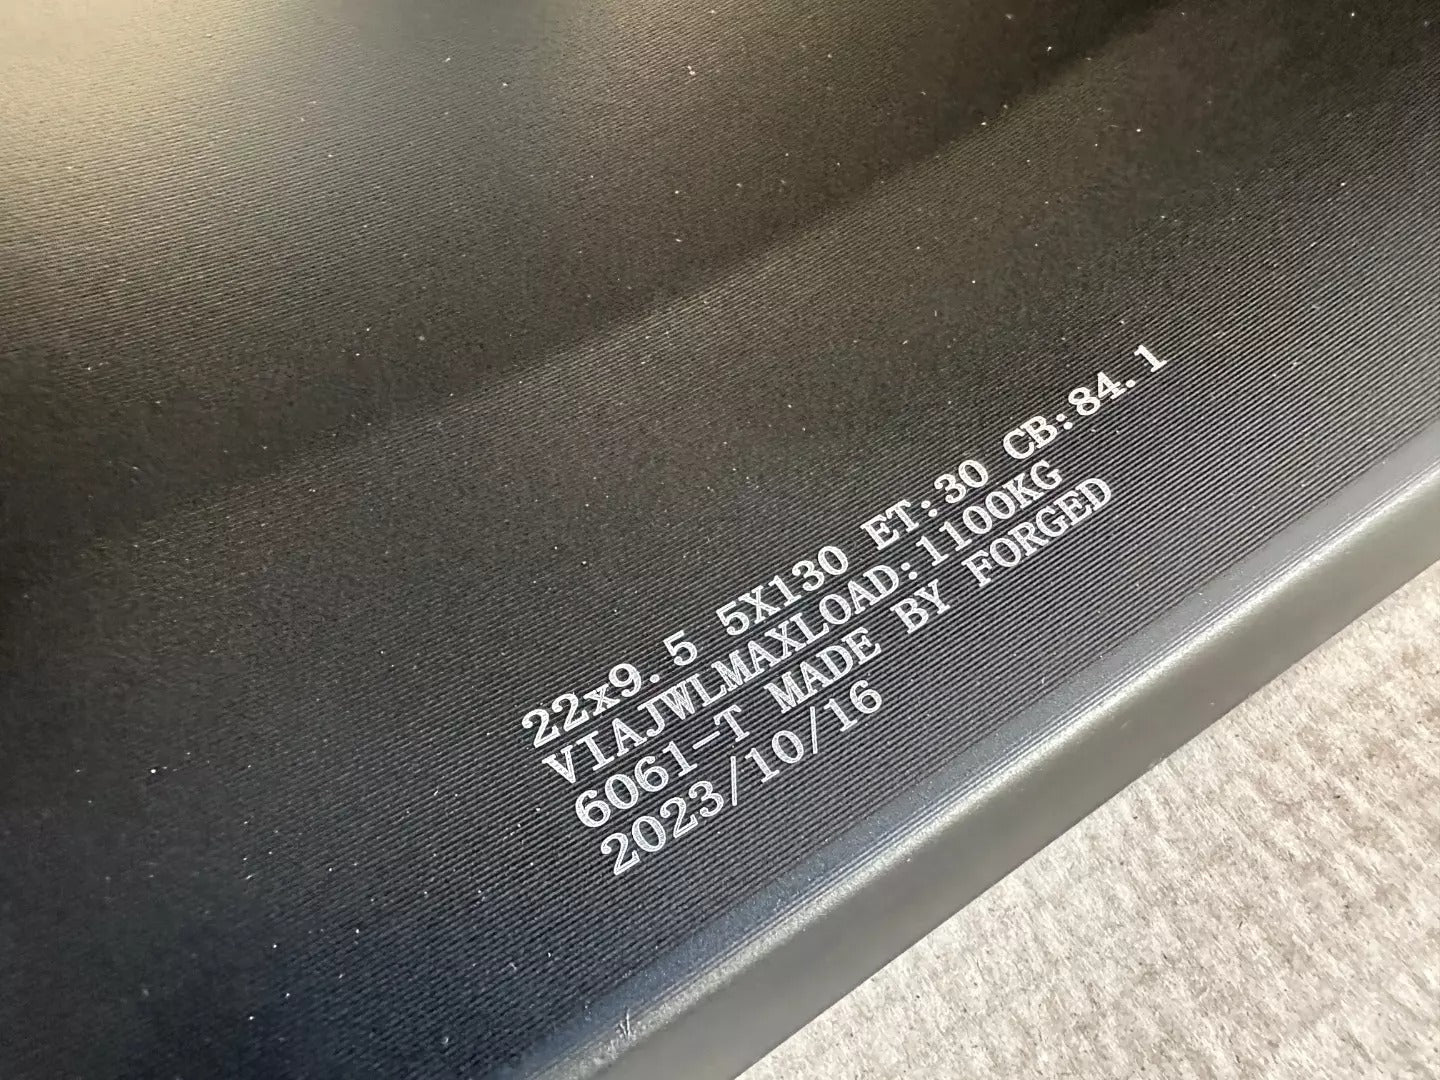 22x9.5 5X130 ET:30 CB:84.1
VIAJWLMAXLOAD:1100KG
6061-T MADE BY FORGED
2023/10/16